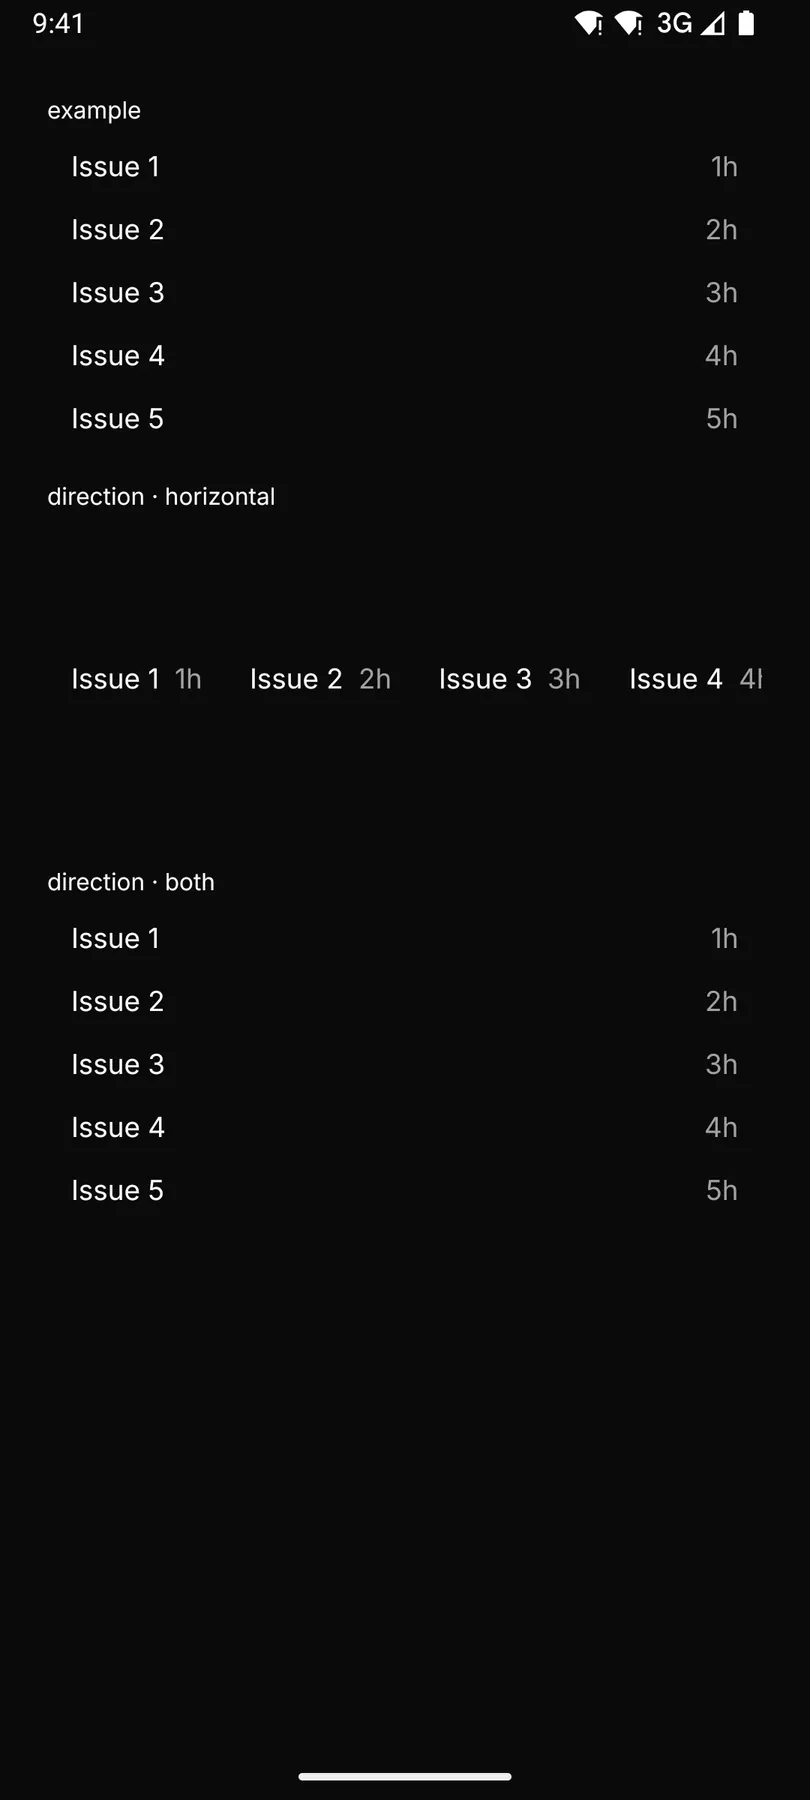 9:41 3G
example
Issue 1 1h
Issue 2 2h
Issue 3 3h
Issue 4 4h
Issue 5 5h
direction · horizontal
Issue 1 1h Issue 2 2h Issue 3 3h Issue 4
direction · both
Issue 1 1h
Issue 2 2h
Issue 3 3h
Issue 4 4h
Issue 5 5h